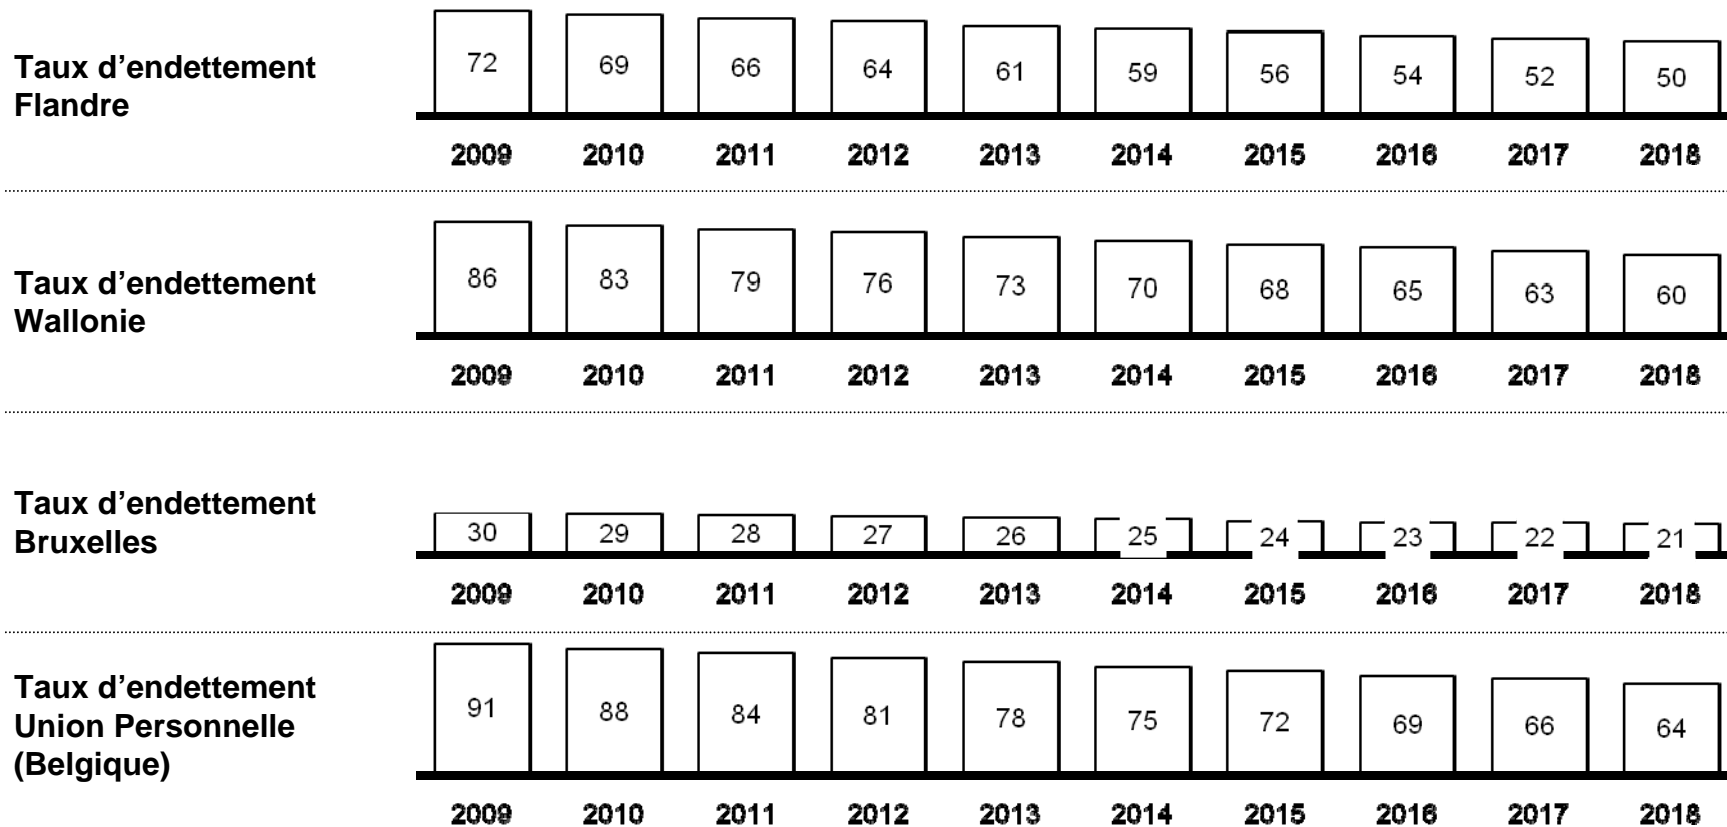 Taux d’endettement
Flandre
72 69 66 64 61 59 56 54 52 50
2009 2010 2011 2012 2013 2014 2015 2016 2017 2018
Taux d’endettement
Wallonie
86 83 79 76 73 70 68 65 63 60
2009 2010 2011 2012 2013 2014 2015 2016 2017 2018
Taux d’endettement
Bruxelles
30 29 28 27 26 25 24 23 22 21
2009 2010 2011 2012 2013 2014 2015 2016 2017 2018
Taux d’endettement
Union Personnelle
(Belgique)
91 88 84 81 78 75 72 69 66 64
2009 2010 2011 2012 2013 2014 2015 2016 2017 2018